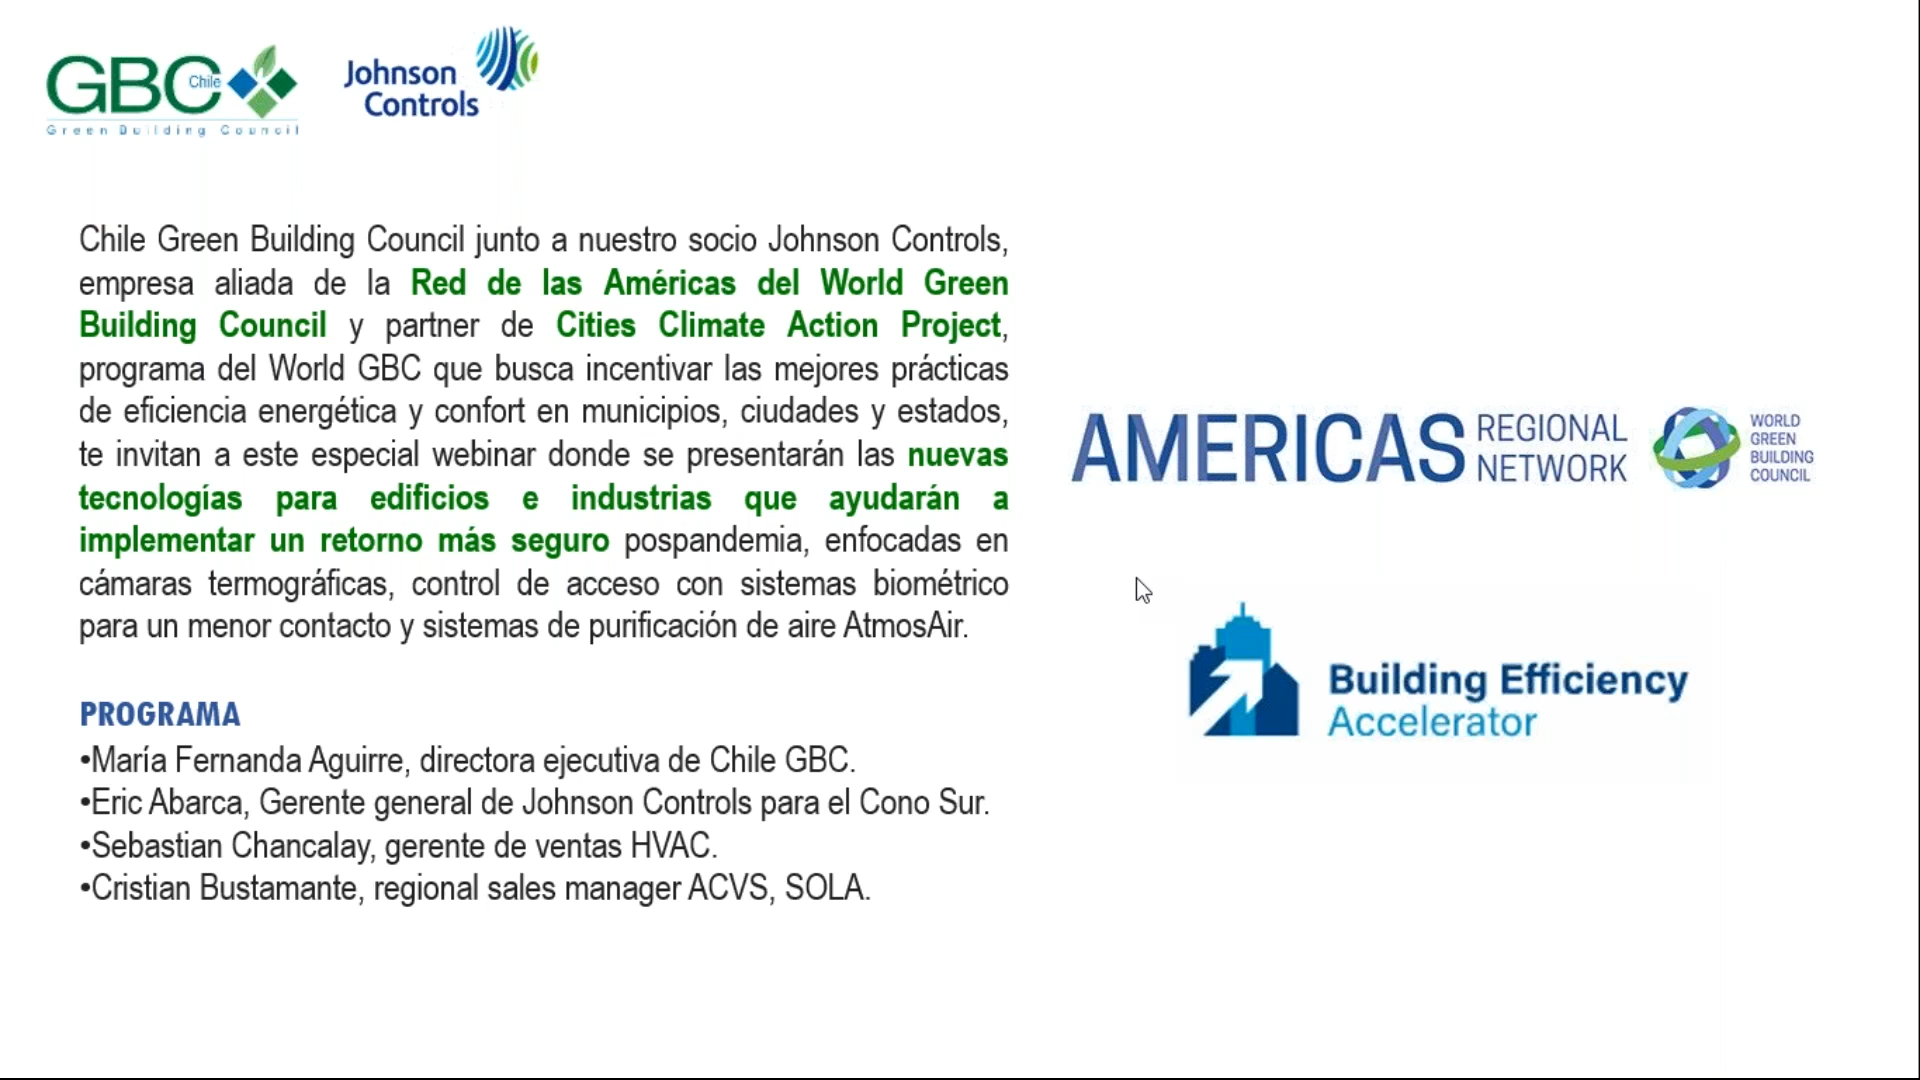 GBC Chile
Green Building Council
Johnson
Controls
Chile Green Building Council junto a nuestro socio Johnson Controls,
empresa aliada de la Red de las Américas del World Green
Building Council y partner de Cities Climate Action Project,
programa del World GBC que busca incentivar las mejores prácticas
de eficiencia energética y confort en municipios, ciudades y estados,
te invitan a este especial webinar donde se presentarán las nuevas
tecnologías para edificios e industrias que ayudarán a
implementar un retorno más seguro pospandemia, enfocadas en
cámaras termográficas, control de acceso con sistemas biométrico
para un menor contacto y sistemas de purificación de aire AtmosAir.
PROGRAMA
•María Fernanda Aguirre, directora ejecutiva de Chile GBC.
•Eric Abarca, Gerente general de Johnson Controls para el Cono Sur.
•Sebastian Chancalay, gerente de ventas HVAC.
•Cristian Bustamante, regional sales manager ACVS, SOLA.
AMERICAS REGIONAL
NETWORK
WORLD
GREEN
BUILDING
COUNCIL
Building Efficiency
Accelerator